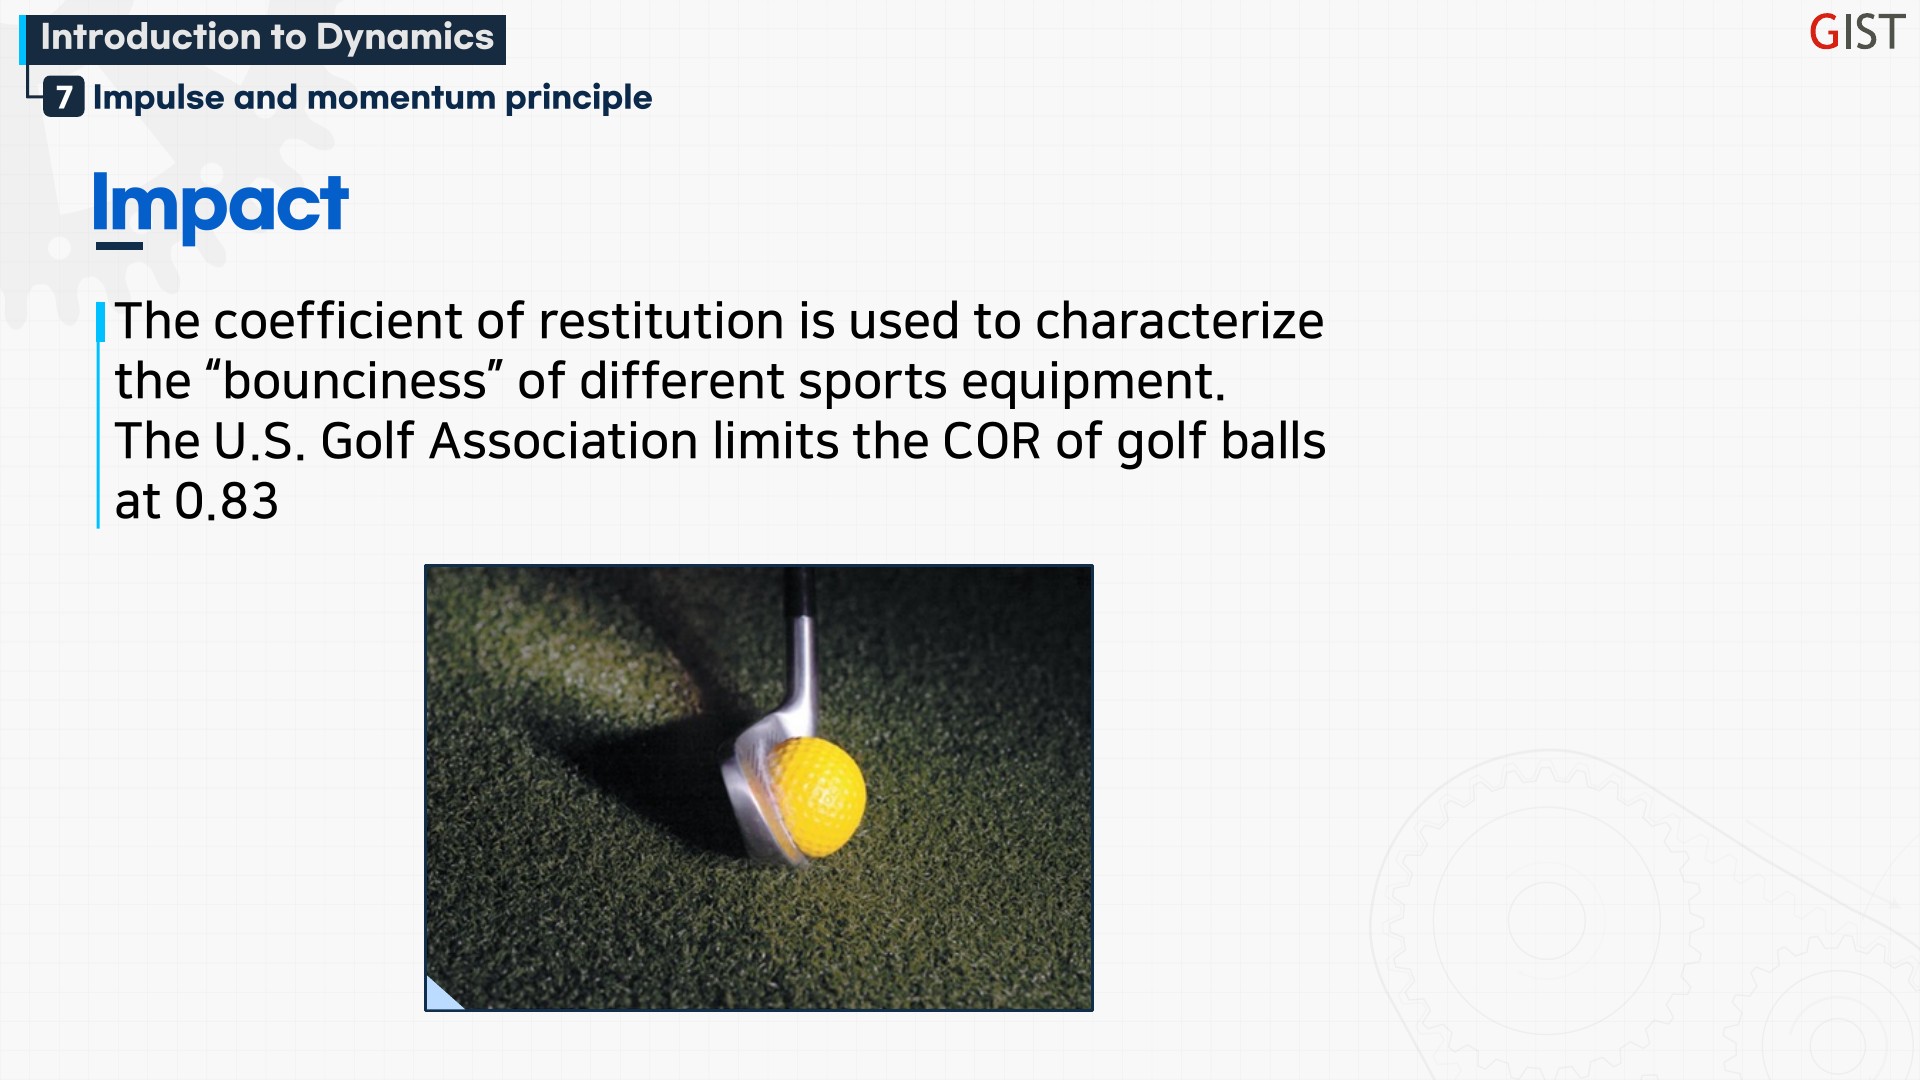 Introduction to Dynamics
GIST
7 Impulse and momentum principle
Impact
The coefficient of restitution is used to characterize
the “bounciness” of different sports equipment.
The U.S. Golf Association limits the COR of golf balls
at 0.83